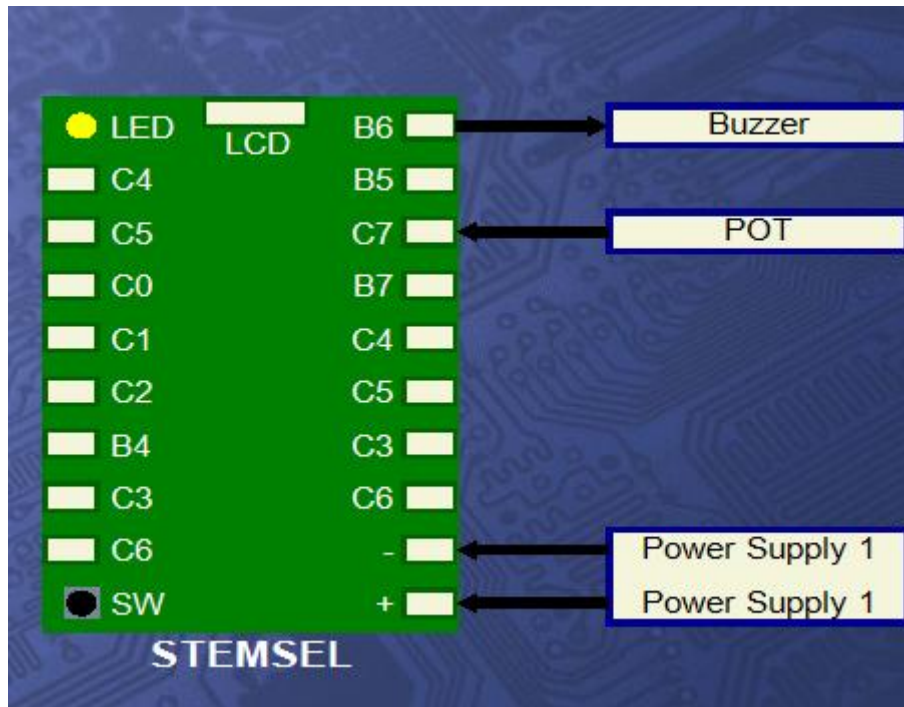 LED LCD B6 Buzzer
C4 B5
C5 C7 POT
C0 B7
C1 C4
C2 C5
B4 C3
C3 C6
C6 - Power Supply 1
SW + Power Supply 1
STEMSEL